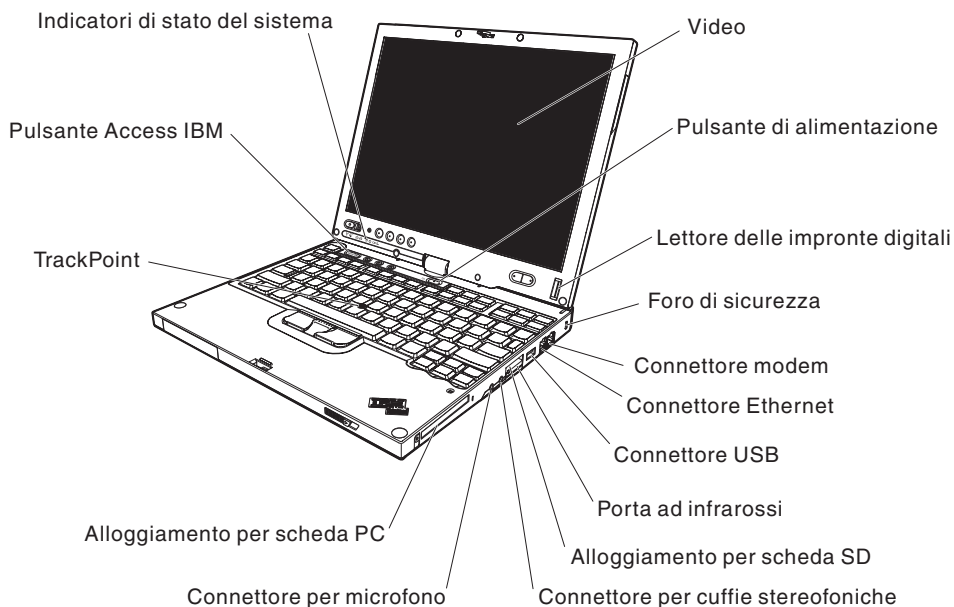 Indicatori di stato del sistema
Video
Pulsante Access IBM
Pulsante di alimentazione
Lettore delle impronte digitali
TrackPoint
Foro di sicurezza
Connettore modem
Connettore Ethernet
Connettore USB
Porta ad infrarossi
Alloggiamento per scheda PC
Alloggiamento per scheda SD
Connettore per microfono
Connettore per cuffie stereofoniche